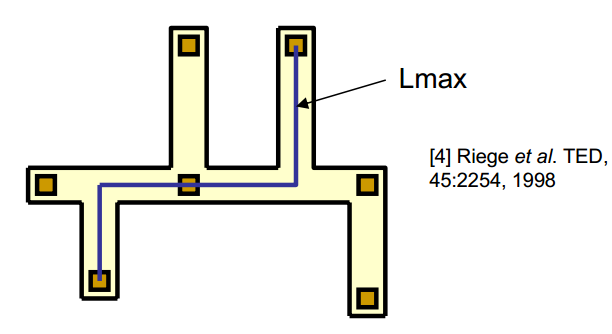 Lmax
[4] Riege et al. TED,
45:2254, 1998